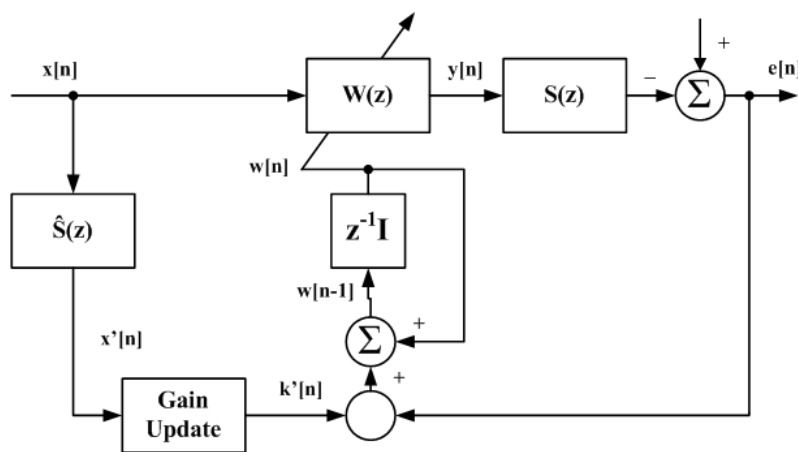 x[n]
W(z)
y[n]
S(z)
−
+
Σ
e[n]
w[n]
Ŝ(z)
z⁻¹I
w[n-1]
+
Σ
x’[n]
+
Gain
Update
k’[n]